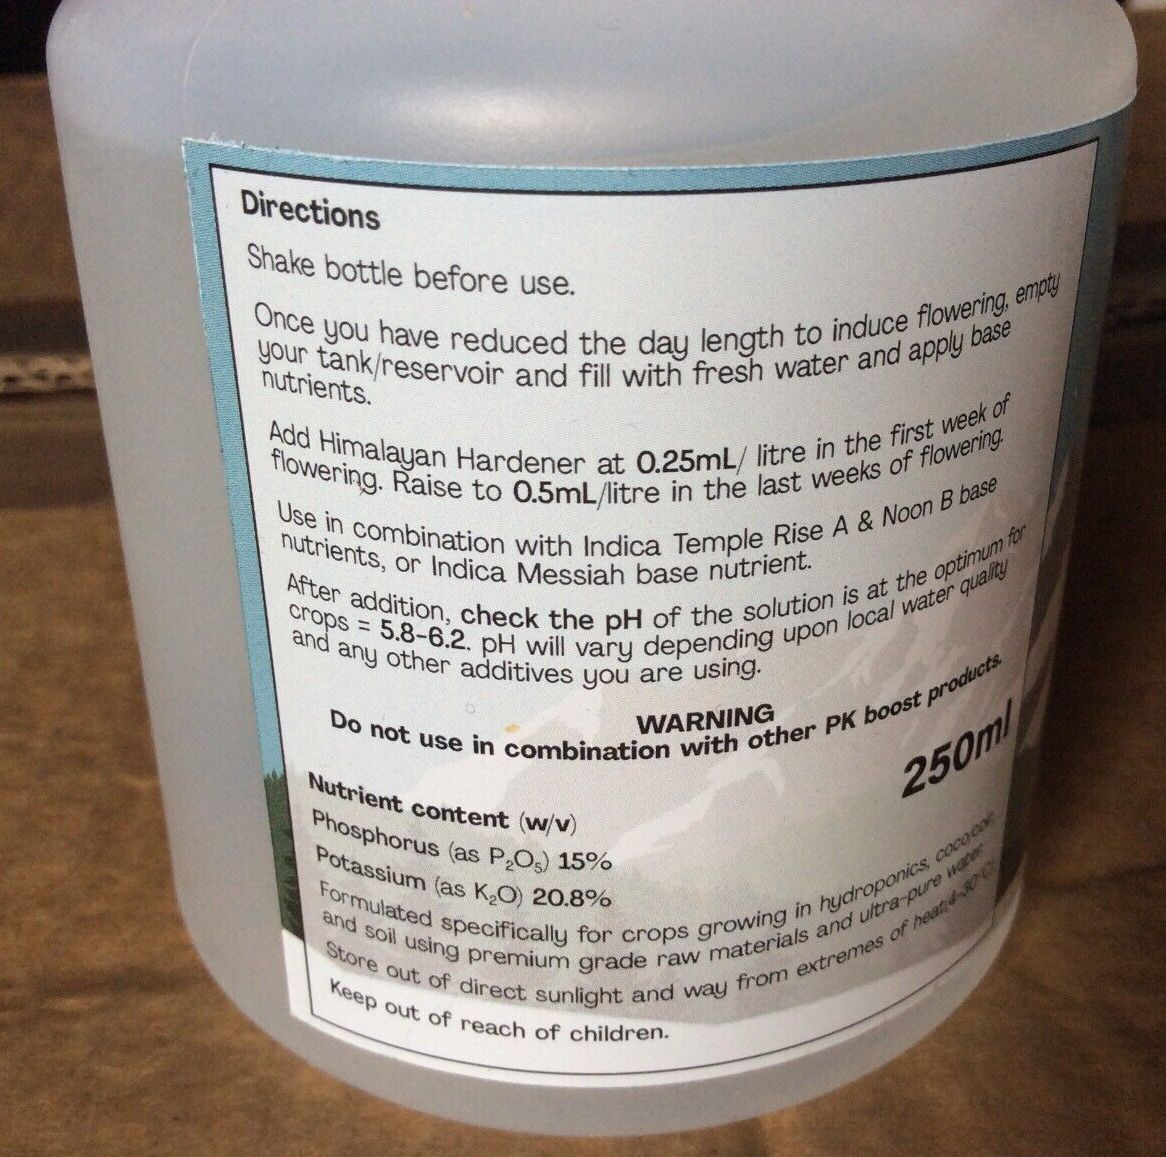 Directions
Shake bottle before use.
Once you have reduced the day length to induce flowering, empty
your tank/reservoir and fill with fresh water and apply base
nutrients.
Add Himalayan Hardener at 0.25mL/ litre in the first week of
flowering. Raise to 0.5mL/litre in the last weeks of flowering.
Use in combination with Indica Temple Rise A & Noon B base
nutrients, or Indica Messiah base nutrient.
After addition, check the pH of the solution is at the optimum for
crops = 5.8-6.2. pH will vary depending upon local water quality
and any other additives you are using.
WARNING
Do not use in combination with other PK boost products.
250ml
Nutrient content (w/v)
Phosphorus (as P₂O₅) 15%
Potassium (as K₂O) 20.8%
Formulated specifically for crops growing in hydroponics, coco/coir
and soil using premium grade raw materials and ultra-pure water.
Store out of direct sunlight and way from extremes of heat(4-30°C)
Keep out of reach of children.